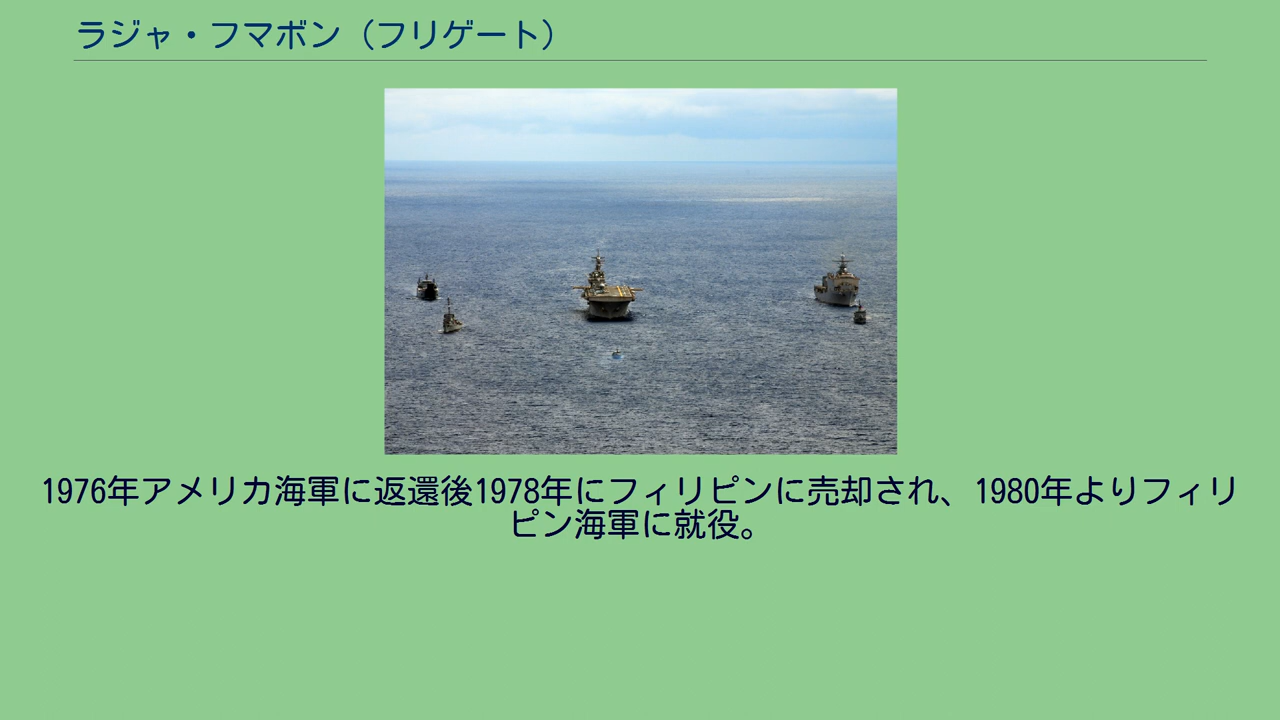 ラジャ・フマボン（フリゲート）
1976年アメリカ海軍に返還後1978年にフィリピンに売却され、1980年よりフィリ
ピン海軍に就役。